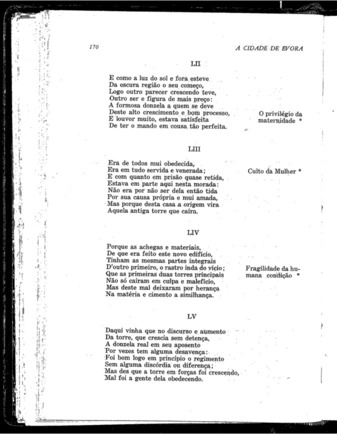 170
A CIDADE DE EVORA
LII
E como a luz do sol e fora esteve
Da escura região o seu começo,
Logo outro parecer crescendo teve,
Outro ser e figura de mais preço:
A formosa donzela a quem se deve
Deste alto crescimento e bom processo,
E louvor muito, estava satisfeita
De ter o mando em cousa tão perfeita.
O privilégio da
maternidade *
LIII
Era de todos mui obedecida,
Era em tudo servida e venerada;
E com quanto em prisão quase retida,
Estava em parte aqui nesta morada:
Não era por não ser dela então tida
Por sua causa própria e mui amada,
Mas porque desta casa a origem vira
Aquela antiga torre que caíra.
Culto da Mulher *
LIV
Porque as achegas e materiais,
De que era feito este novo edifício,
Tinham as mesmas partes integrais
D'outro primeiro, o rastro inda do vício;
Que as primeiras duas torres principais
Não só caíram em culpa e malefício,
Mas deste mal deixaram por herança
Na matéria e cimento a similhança.
Fragilidade da hu-
mana condição *
LV
Daqui vinha que no discurso e aumento
Da torre, que crescia sem detença,
A donzela real em seu aposento
Por vezes tem alguma desavença:
Foi bem logo em princípio o regimento
Sem alguma discórdia ou diferença;
Mas des que a torre em forças foi crescendo,
Mal foi a gente dela obedecendo.